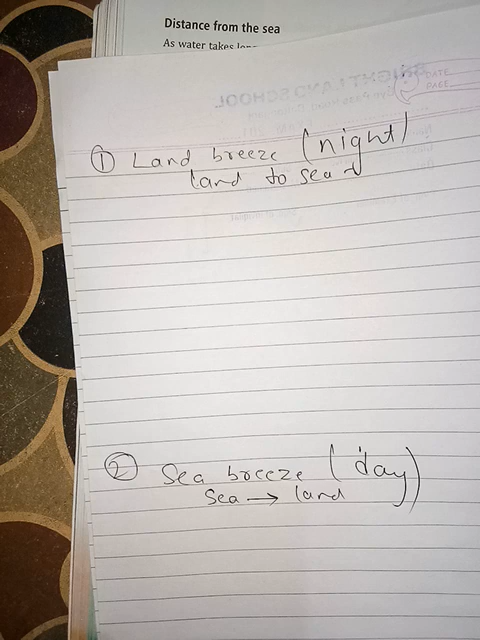 Distance from the sea
As water takes
DATE
PAGE
① Land breeze (night)
land to sea
② Sea breeze (day)
Sea → land